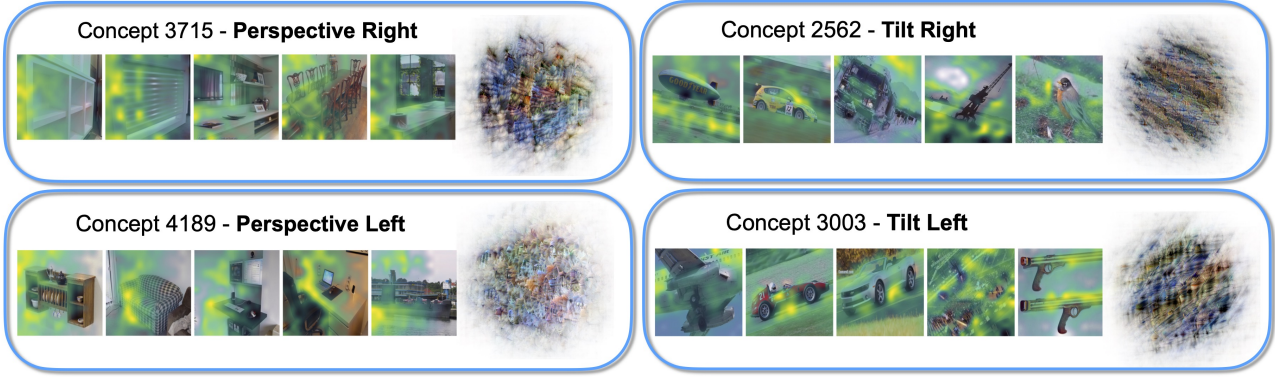 Concept 3715 - Perspective Right
Concept 2562 - Tilt Right
Concept 4189 - Perspective Left
Concept 3003 - Tilt Left